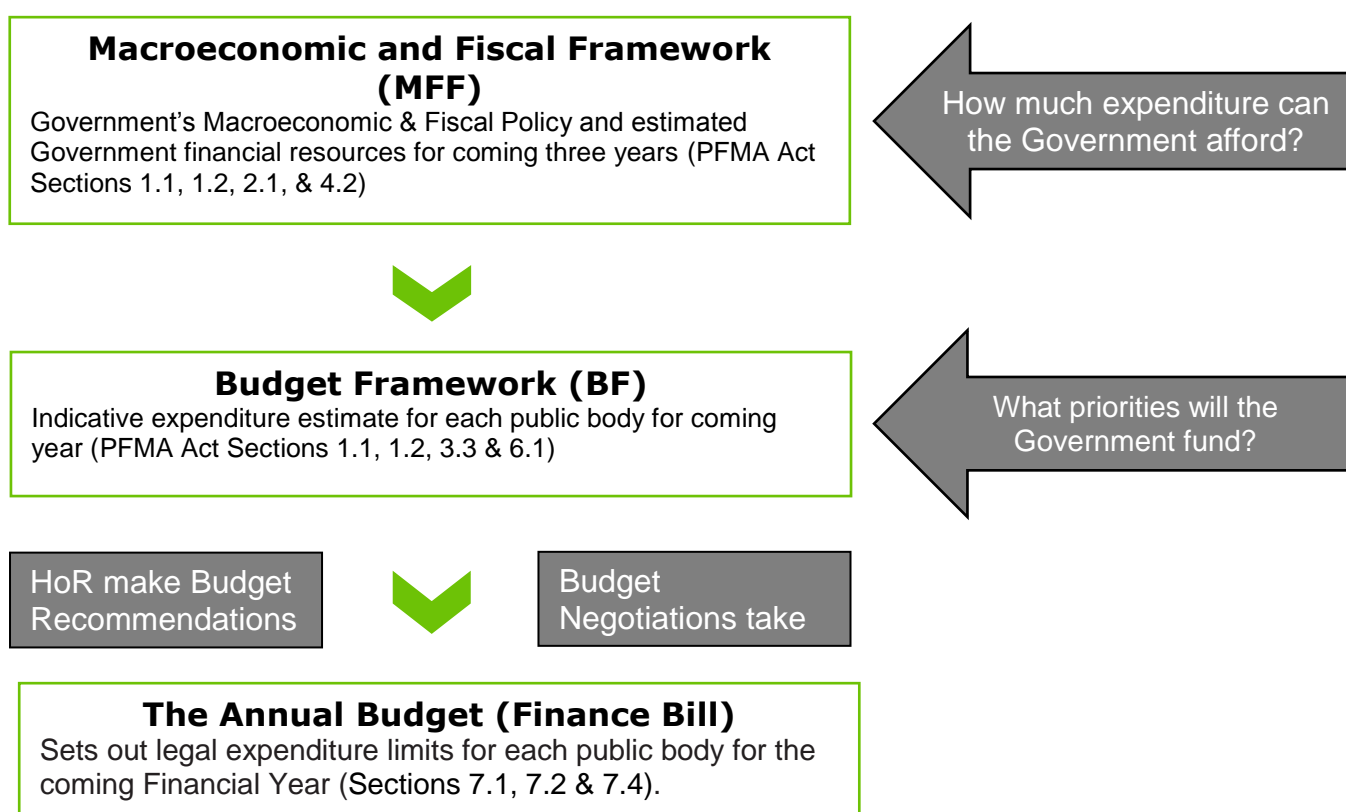 Macroeconomic and Fiscal Framework
(MFF)
Government's Macroeconomic & Fiscal Policy and estimated
Government financial resources for coming three years (PFMA Act
Sections 1.1, 1.2, 2.1, & 4.2)
How much expenditure can
the Government afford?
Budget Framework (BF)
Indicative expenditure estimate for each public body for coming
year (PFMA Act Sections 1.1, 1.2, 3.3 & 6.1)
What priorities will the
Government fund?
HoR make Budget
Recommendations
Budget
Negotiations take
The Annual Budget (Finance Bill)
Sets out legal expenditure limits for each public body for the
coming Financial Year (Sections 7.1, 7.2 & 7.4).